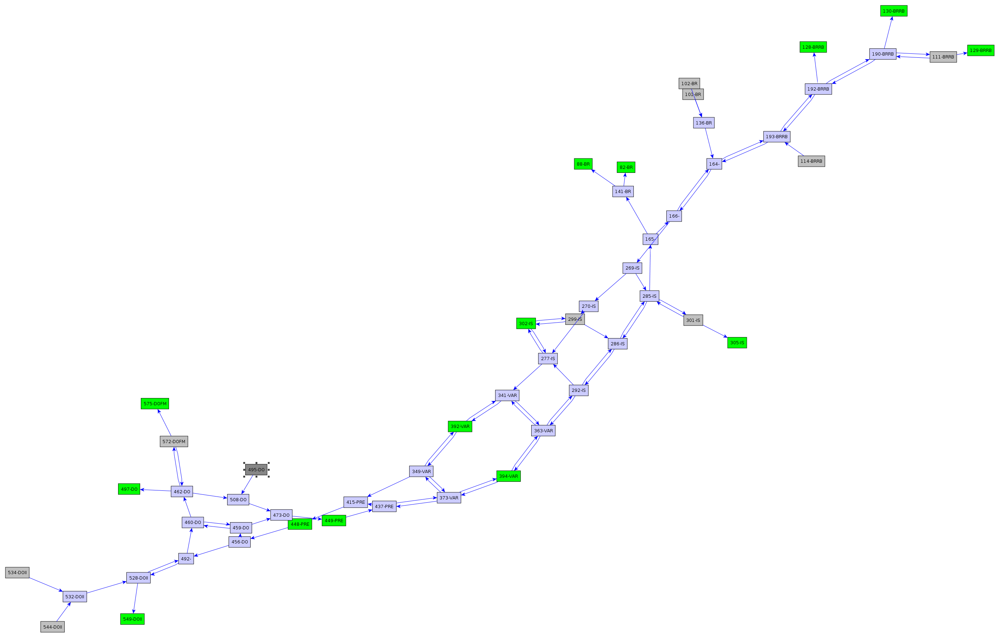 130-BRRB
128-BRRB
129-BRRB
190-BRRB
111-BRRB
102-BR
192-BRRB
101-BR
136-BR
193-BRRB
114-BRRB
88-BR
164-
82-BR
141-BR
166-
165-
269-IS
285-IS
270-IS
299-IS
301-IS
302-IS
305-IS
286-IS
277-IS
292-IS
341-VAR
575-DOFM
392-VAR
363-VAR
572-DOFM
495-DO
349-VAR
394-VAR
497-DO
462-DO
373-VAR
508-DO
415-PRE
437-PRE
473-DO
449-PRE
460-DO
448-PRE
459-DO
456-DO
492-
534-DOII
528-DOII
532-DOII
549-DOII
544-DOII